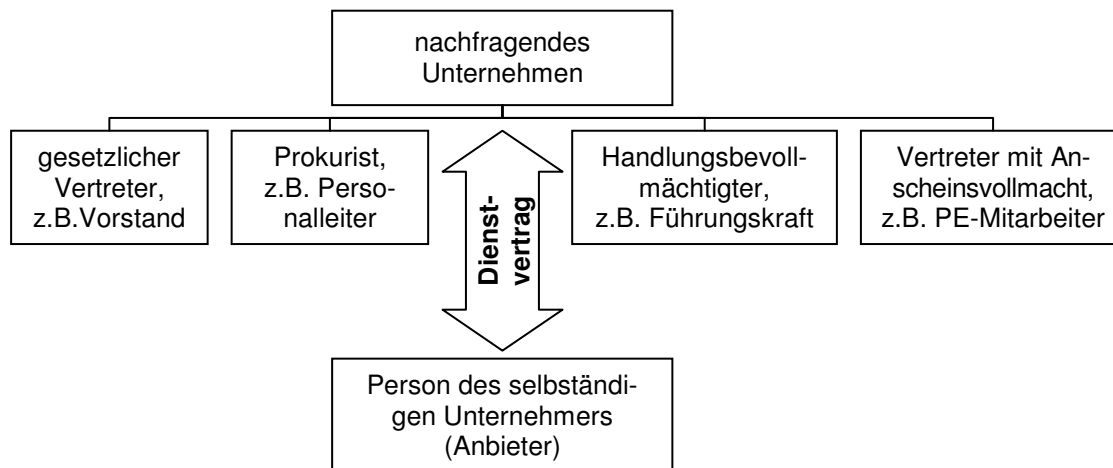 nachfragendes
Unternehmen
gesetzlicher
Vertreter,
z.B.Vorstand
Prokurist,
z.B. Perso-
nalleiter
Handlungsbevoll-
mächtigter,
z.B. Führungskraft
Vertreter mit An-
scheinsvollmacht,
z.B. PE-Mitarbeiter
Dienst-
vertrag
Person des selbständi-
gen Unternehmers
(Anbieter)